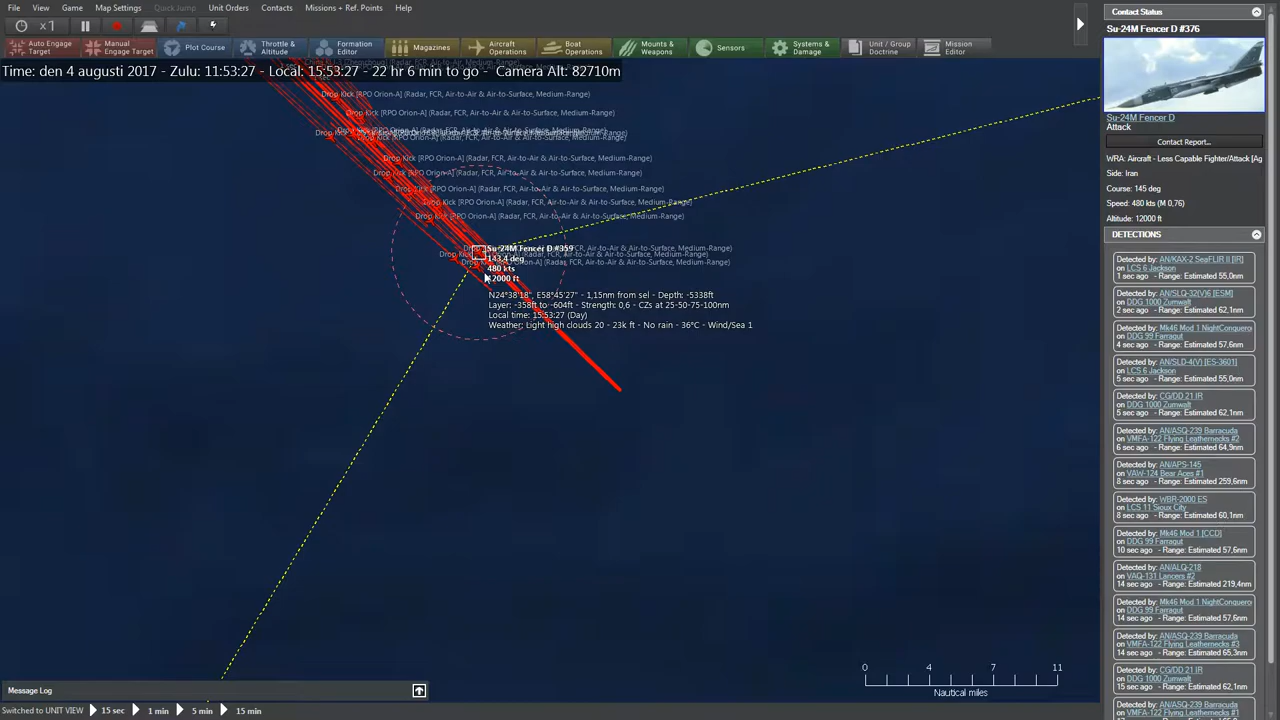 File View Game Map Settings Quick Jump Unit Orders Contacts Missions + Ref. Points Help
x1
Auto Engage Target Manual Engage Target Plot Course Throttle & Altitude Formation Editor Magazines Aircraft Operations Boat Operations Mounts & Weapons Sensors Systems & Damage Unit / Group Doctrine Mission Editor
Time: den 4 augusti 2017 - Zulu: 11:53:27 - Local: 15:53:27 - 22 hr 6 min to go - Camera Alt: 82710m
Drop Kick [RPO Orion-A] (Radar, FCR, Air-to-Air & Air-to-Surface, Medium-Range)
Drop Kick [RPO Orion-A] (Radar, FCR, Air-to-Air & Air-to-Surface, Medium-Range)
Drop Kick [RPO Orion-A] (Radar, FCR, Air-to-Air & Air-to-Surface, Medium-Range)
Drop Kick [RPO Orion-A] (Radar, FCR, Air-to-Air & Air-to-Surface, Medium-Range)
Drop Kick [RPO Orion-A] (Radar, FCR, Air-to-Air & Air-to-Surface, Medium-Range)
Drop Kick [RPO Orion-A] (Radar, FCR, Air-to-Air & Air-to-Surface, Medium-Range)
Drop Kick [RPO Orion-A] (Radar, FCR, Air-to-Air & Air-to-Surface, Medium-Range)
Drop Kick [RPO Orion-A] (Radar, FCR, Air-to-Air & Air-to-Surface, Medium-Range)
Su-24M Fencer D #359
143,4 deg
480 kts
12000 ft
N24°38'18", E58°45'27" - 1,15nm from sel - Depth: -5338ft
Layer: -358ft to -604ft - Strength: 0,6 - CZs at 25-50-75-100nm
Local time: 15:53:27 (Day)
Weather: Light high clouds 20 - 23k ft - No rain - 36°C - Wind/Sea 1
0 4 7 11
Nautical miles
Message Log
Switched to UNIT VIEW 15 sec 1 min 5 min 15 min
Contact Status
Su-24M Fencer D #376
Su-24M Fencer D
Attack
Contact Report...
WRA: Aircraft - Less Capable Fighter/Attack [Ag
Side: Iran
Course: 145 deg
Speed: 480 kts (M 0,76)
Altitude: 12000 ft
DETECTIONS
Detected by: AN/KAX-2 SeaFLIR II [IR]
on LCS 6 Jackson
1 sec ago - Range: Estimated 55,0nm
Detected by: AN/SLQ-32(V)6 [ESM]
on DDG 1000 Zumwalt
2 sec ago - Range: Estimated 62,1nm
Detected by: Mk46 Mod 1 NightConquero
on DDG 99 Farragut
4 sec ago - Range: Estimated 57,6nm
Detected by: AN/SLD-4(V) [ES-3601]
on LCS 6 Jackson
5 sec ago - Range: Estimated 55,0nm
Detected by: CG/DD 21 IR
on DDG 1000 Zumwalt
5 sec ago - Range: Estimated 62,1nm
Detected by: AN/ASQ-239 Barracuda
on VMFA-122 Flying Leathernecks #2
6 sec ago - Range: Estimated 64,9nm
Detected by: AN/APS-145
on VAW-124 Bear Aces #1
8 sec ago - Range: Estimated 259,6nm
Detected by: WBR-2000 ES
on LCS 11 Sioux City
8 sec ago - Range: Estimated 60,1nm
Detected by: Mk46 Mod 1 [CCD]
on DDG 99 Farragut
10 sec ago - Range: Estimated 57,6nm
Detected by: AN/ALQ-218
on VAQ-131 Lancers #2
14 sec ago - Range: Estimated 219,4nm
Detected by: Mk46 Mod 1 NightConquero
on DDG 99 Farragut
14 sec ago - Range: Estimated 57,6nm
Detected by: AN/ASQ-239 Barracuda
on VMFA-122 Flying Leathernecks #3
14 sec ago - Range: Estimated 65,3nm
Detected by: CG/DD 21 IR
on DDG 1000 Zumwalt
15 sec ago - Range: Estimated 62,1nm
Detected by: AN/ASQ-239 Barracuda
on VMFA-122 Flying Leathernecks #1